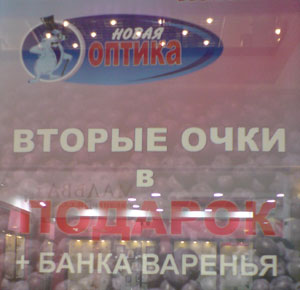 НОВАЯ
ОПТИКА
ВТОРЫЕ ОЧКИ
В
ПОДАРОК
+ БАНКА ВАРЕНЬЯ